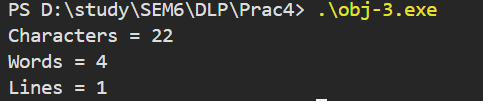 PS D:\study\SEM6\DLP\Prac4> .\obj-3.exe
Characters = 22
Words = 4
Lines = 1